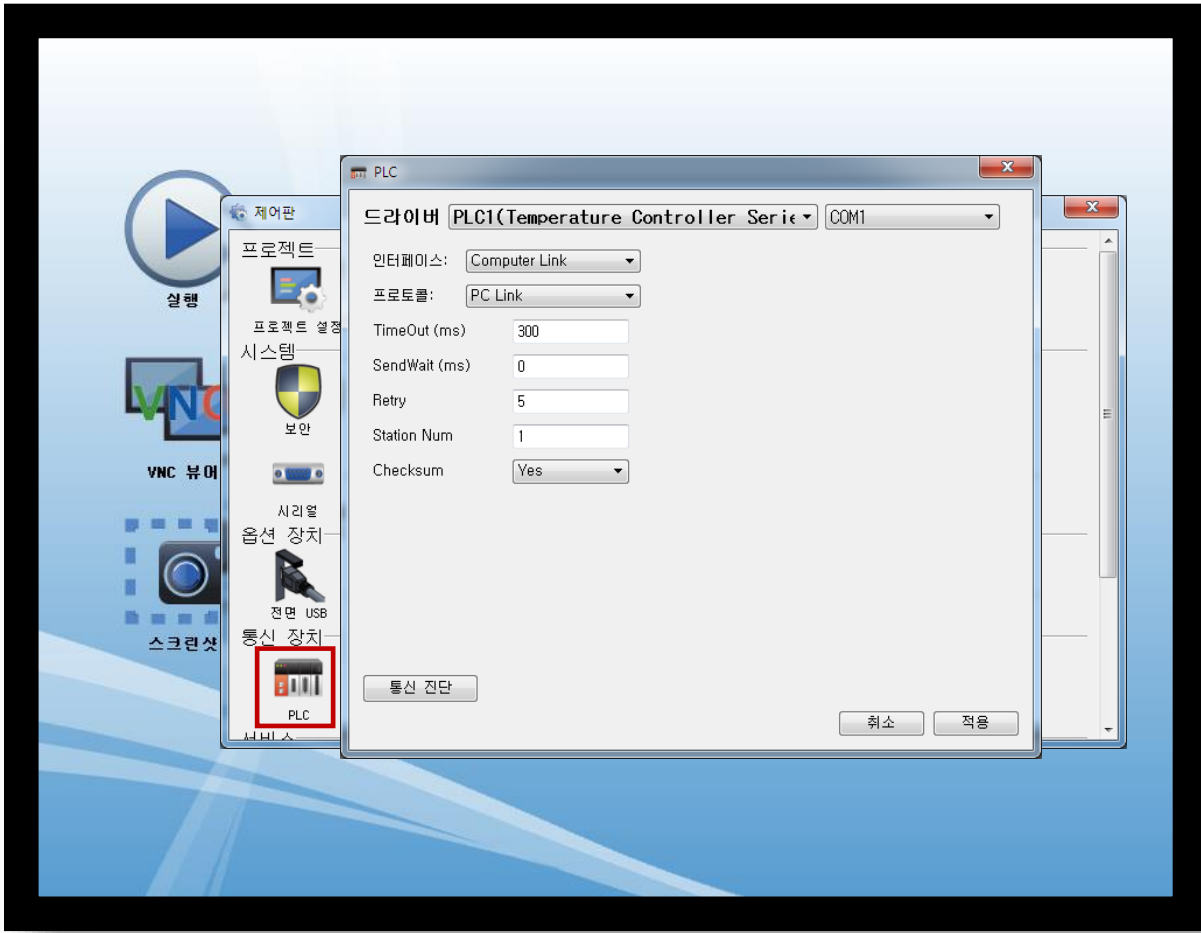 실행
VNC 뷰어
스크린샷
제어판
프로젝트
프로젝트 설정
시스템
보안
시리얼
옵션 장치
전면 USB
통신 장치
PLC
서비스
PLC
드라이버 PLC1(Temperature Controller Serie COM1
인터페이스: Computer Link
프로토콜: PC Link
TimeOut (ms) 300
SendWait (ms) 0
Retry 5
Station Num 1
Checksum Yes
통신 진단
취소 적용